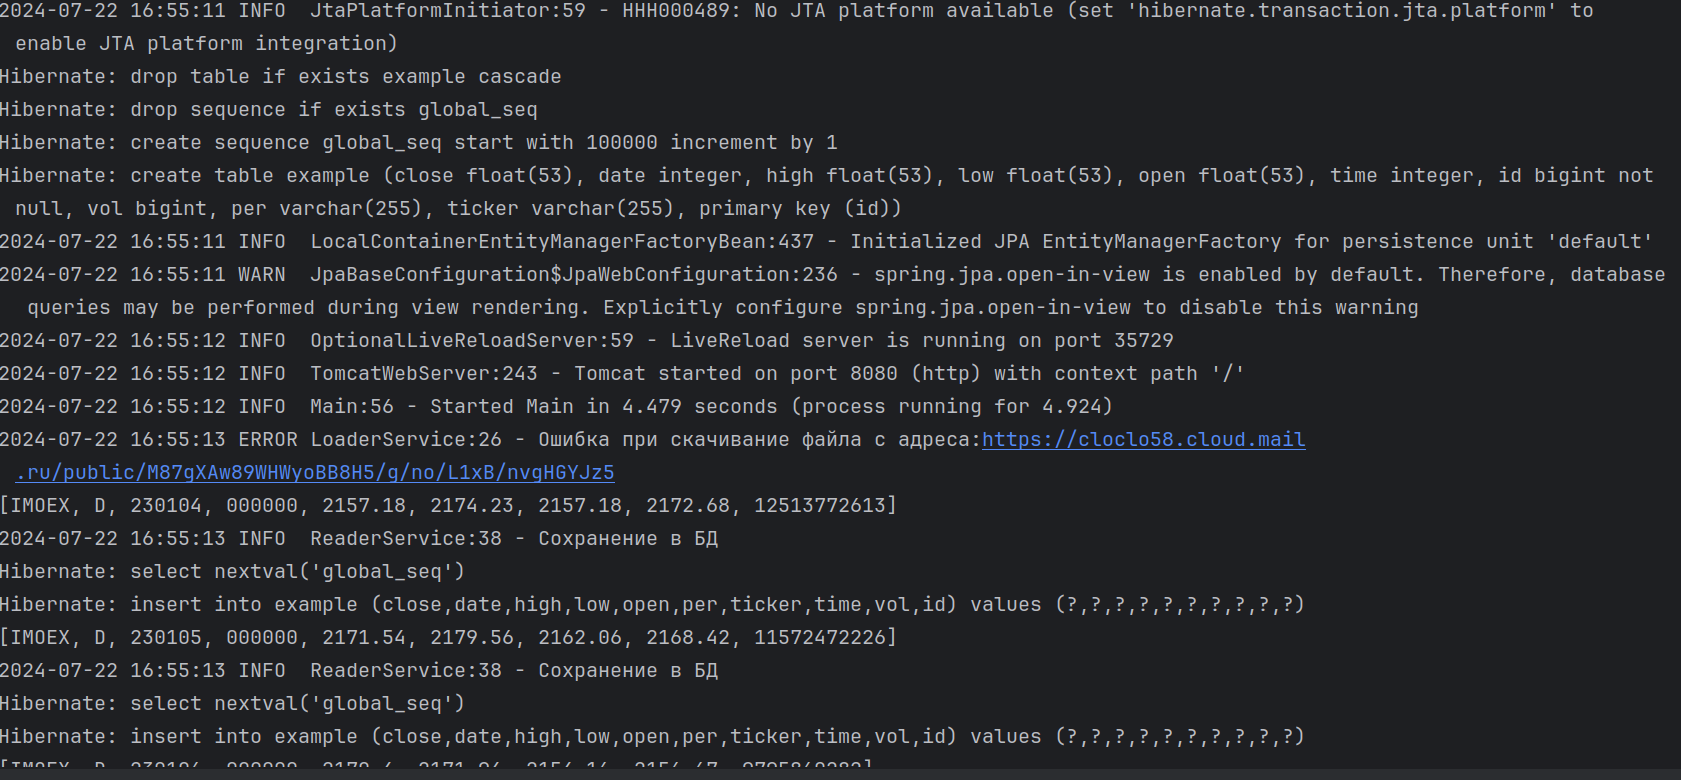 2024-07-22 16:55:11 INFO  JtaPlatformInitiator:59 - HHH000489: No JTA platform available (set 'hibernate.transaction.jta.platform' to
enable JTA platform integration)
Hibernate: drop table if exists example cascade
Hibernate: drop sequence if exists global_seq
Hibernate: create sequence global_seq start with 100000 increment by 1
Hibernate: create table example (close float(53), date integer, high float(53), low float(53), open float(53), time integer, id bigint not
null, vol bigint, per varchar(255), ticker varchar(255), primary key (id))
2024-07-22 16:55:11 INFO  LocalContainerEntityManagerFactoryBean:437 - Initialized JPA EntityManagerFactory for persistence unit 'default'
2024-07-22 16:55:11 WARN  JpaBaseConfiguration$JpaWebConfiguration:236 - spring.jpa.open-in-view is enabled by default. Therefore, database
queries may be performed during view rendering. Explicitly configure spring.jpa.open-in-view to disable this warning
2024-07-22 16:55:12 INFO  OptionalLiveReloadServer:59 - LiveReload server is running on port 35729
2024-07-22 16:55:12 INFO  TomcatWebServer:243 - Tomcat started on port 8080 (http) with context path '/'
2024-07-22 16:55:12 INFO  Main:56 - Started Main in 4.479 seconds (process running for 4.924)
2024-07-22 16:55:13 ERROR LoaderService:26 - Ошибка при скачивание файла с адреса:https://cloclo58.cloud.mail
.ru/public/M87gXAw89WHWyoBB8H5/g/no/L1xB/nvgHGYJz5
[IMOEX, D, 230104, 000000, 2157.18, 2174.23, 2157.18, 2172.68, 12513772613]
2024-07-22 16:55:13 INFO  ReaderService:38 - Сохранение в БД
Hibernate: select nextval('global_seq')
Hibernate: insert into example (close,date,high,low,open,per,ticker,time,vol,id) values (?,?,?,?,?,?,?,?,?,?)
[IMOEX, D, 230105, 000000, 2171.54, 2179.56, 2162.06, 2168.42, 11572472226]
2024-07-22 16:55:13 INFO  ReaderService:38 - Сохранение в БД
Hibernate: select nextval('global_seq')
Hibernate: insert into example (close,date,high,low,open,per,ticker,time,vol,id) values (?,?,?,?,?,?,?,?,?,?)
[IMOEX, D, 230106, 000000,